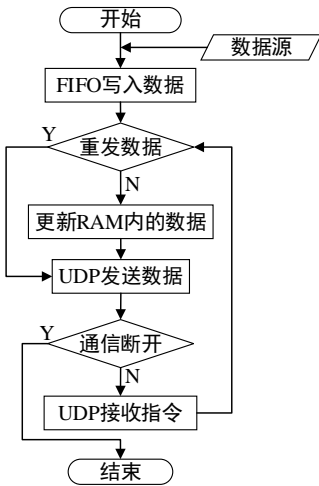 开始
数据源
FIFO写入数据
Y
重发数据
N
更新RAM内的数据
UDP发送数据
Y
通信断开
N
UDP接收指令
结束